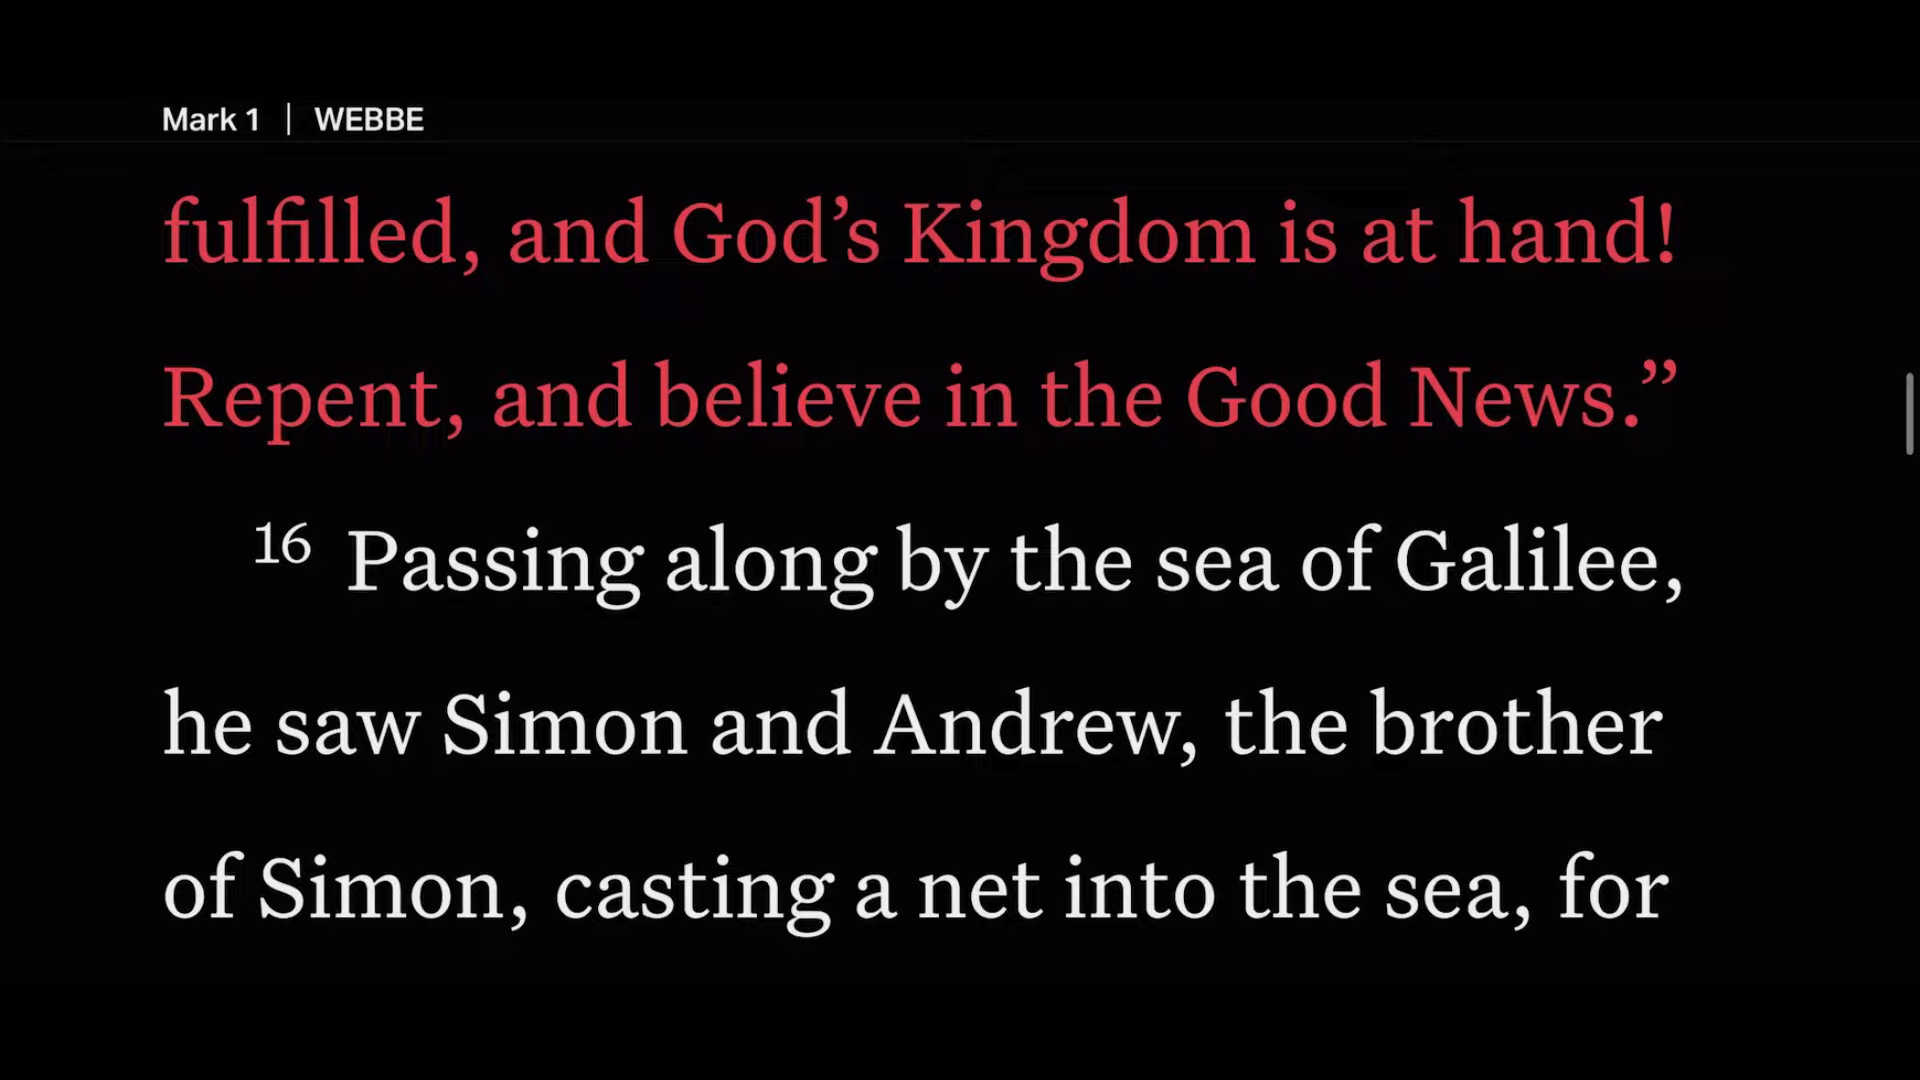 Mark 1 | WEBBE
fulfilled, and God’s Kingdom is at hand!
Repent, and believe in the Good News.”
16 Passing along by the sea of Galilee,
he saw Simon and Andrew, the brother
of Simon, casting a net into the sea, for